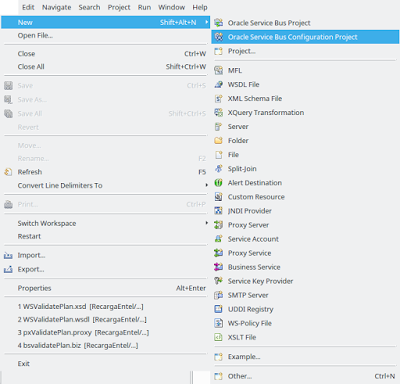 Edit Navigate Search Project Run Window Help
New Shift+Alt+N
Open File...
Close Ctrl+W
Close All Shift+Ctrl+W
Save Ctrl+S
Save As...
Save All Shift+Ctrl+S
Revert
Move...
Rename... F2
Refresh F5
Convert Line Delimiters To
Print... Ctrl+P
Switch Workspace
Restart
Import...
Export...
Properties Alt+Enter
1 WSValidatePlan.xsd [RecargaEntel/...]
2 WSValidatePlan.wsdl [RecargaEntel/...]
3 pxValidatePlan.proxy [RecargaEntel/...]
4 bsvalidatePlan.biz [RecargaEntel/...]
Exit
Oracle Service Bus Project
Oracle Service Bus Configuration Project
Project...
MFL
WSDL File
XML Schema File
XQuery Transformation
Server
Folder
File
Split-Join
Alert Destination
Custom Resource
JNDI Provider
Proxy Server
Service Account
Proxy Service
Business Service
Service Key Provider
SMTP Server
UDDI Registry
WS-Policy File
XSLT File
Example...
Other... Ctrl+N